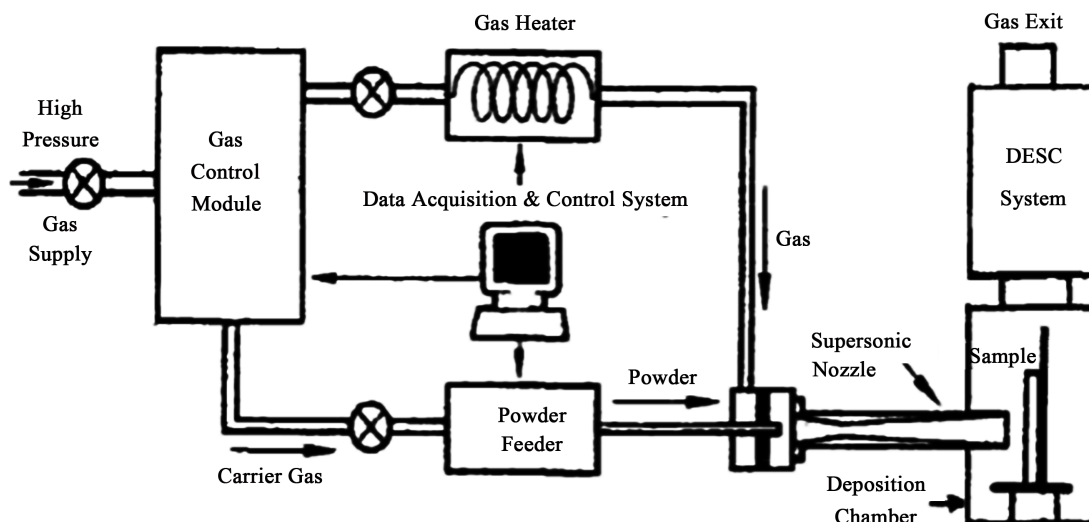 Gas Heater
Gas Exit
High
Pressure
Gas
Supply
Gas
Control
Module
DESC
System
Data Acquisition & Control System
Gas
Supersonic
Nozzle
Sample
Powder
Powder
Feeder
Carrier Gas
Deposition
Chamber